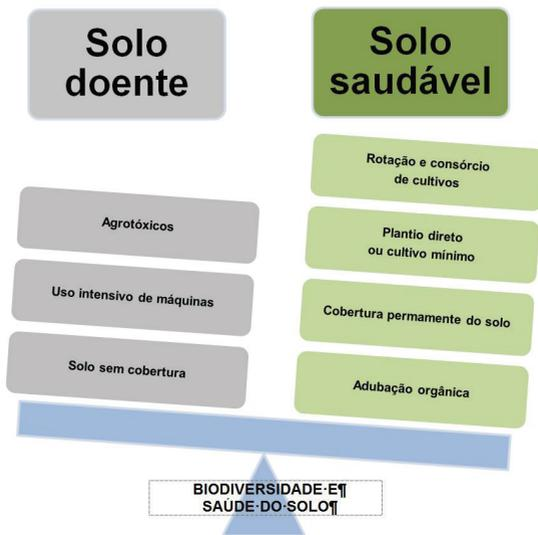 Solo
doente
Solo
saudável
Agrotóxicos
Uso intensivo de máquinas
Solo sem cobertura
Rotação e consórcio
de cultivos
Plantio direto
ou cultivo mínimo
Cobertura permamente do solo
Adubação orgânica
BIODIVERSIDADE·E¶
SAÚDE·DO·SOLO¶